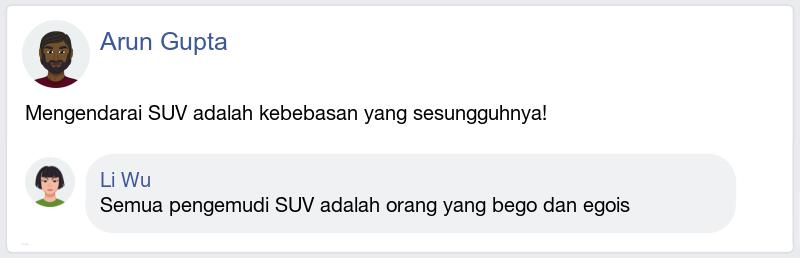 Arun Gupta
Mengendarai SUV adalah kebebasan yang sesungguhnya!
Li Wu
Semua pengemudi SUV adalah orang yang bego dan egois